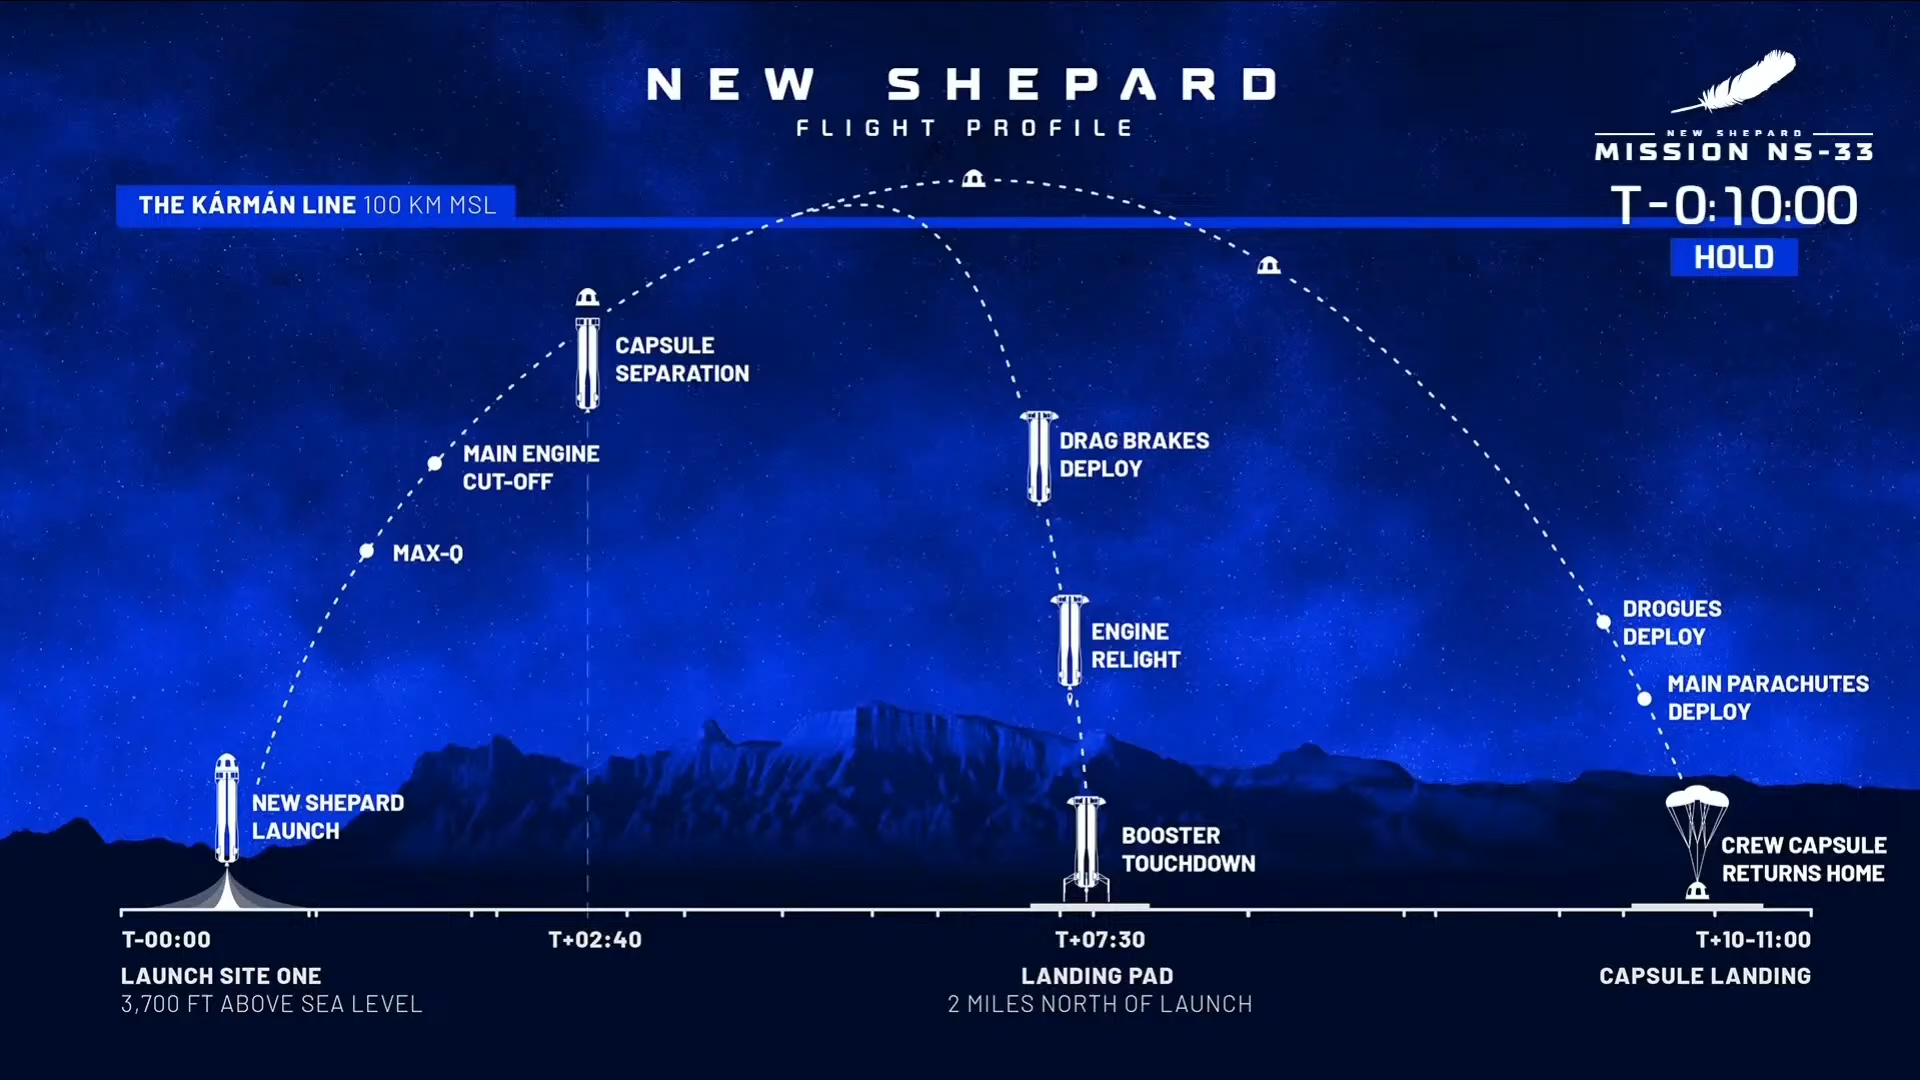 NEW SHEPARD
FLIGHT PROFILE
NEW SHEPARD
MISSION NS-33
T-0:10:00
HOLD
THE KÁRMÁN LINE 100 KM MSL
CAPSULE
SEPARATION
MAIN ENGINE
CUT-OFF
MAX-Q
NEW SHEPARD
LAUNCH
DRAG BRAKES
DEPLOY
ENGINE
RELIGHT
BOOSTER
TOUCHDOWN
DROGUES
DEPLOY
MAIN PARACHUTES
DEPLOY
CREW CAPSULE
RETURNS HOME
T-00:00
LAUNCH SITE ONE
3,700 FT ABOVE SEA LEVEL
T+02:40
T+07:30
LANDING PAD
2 MILES NORTH OF LAUNCH
T+10-11:00
CAPSULE LANDING